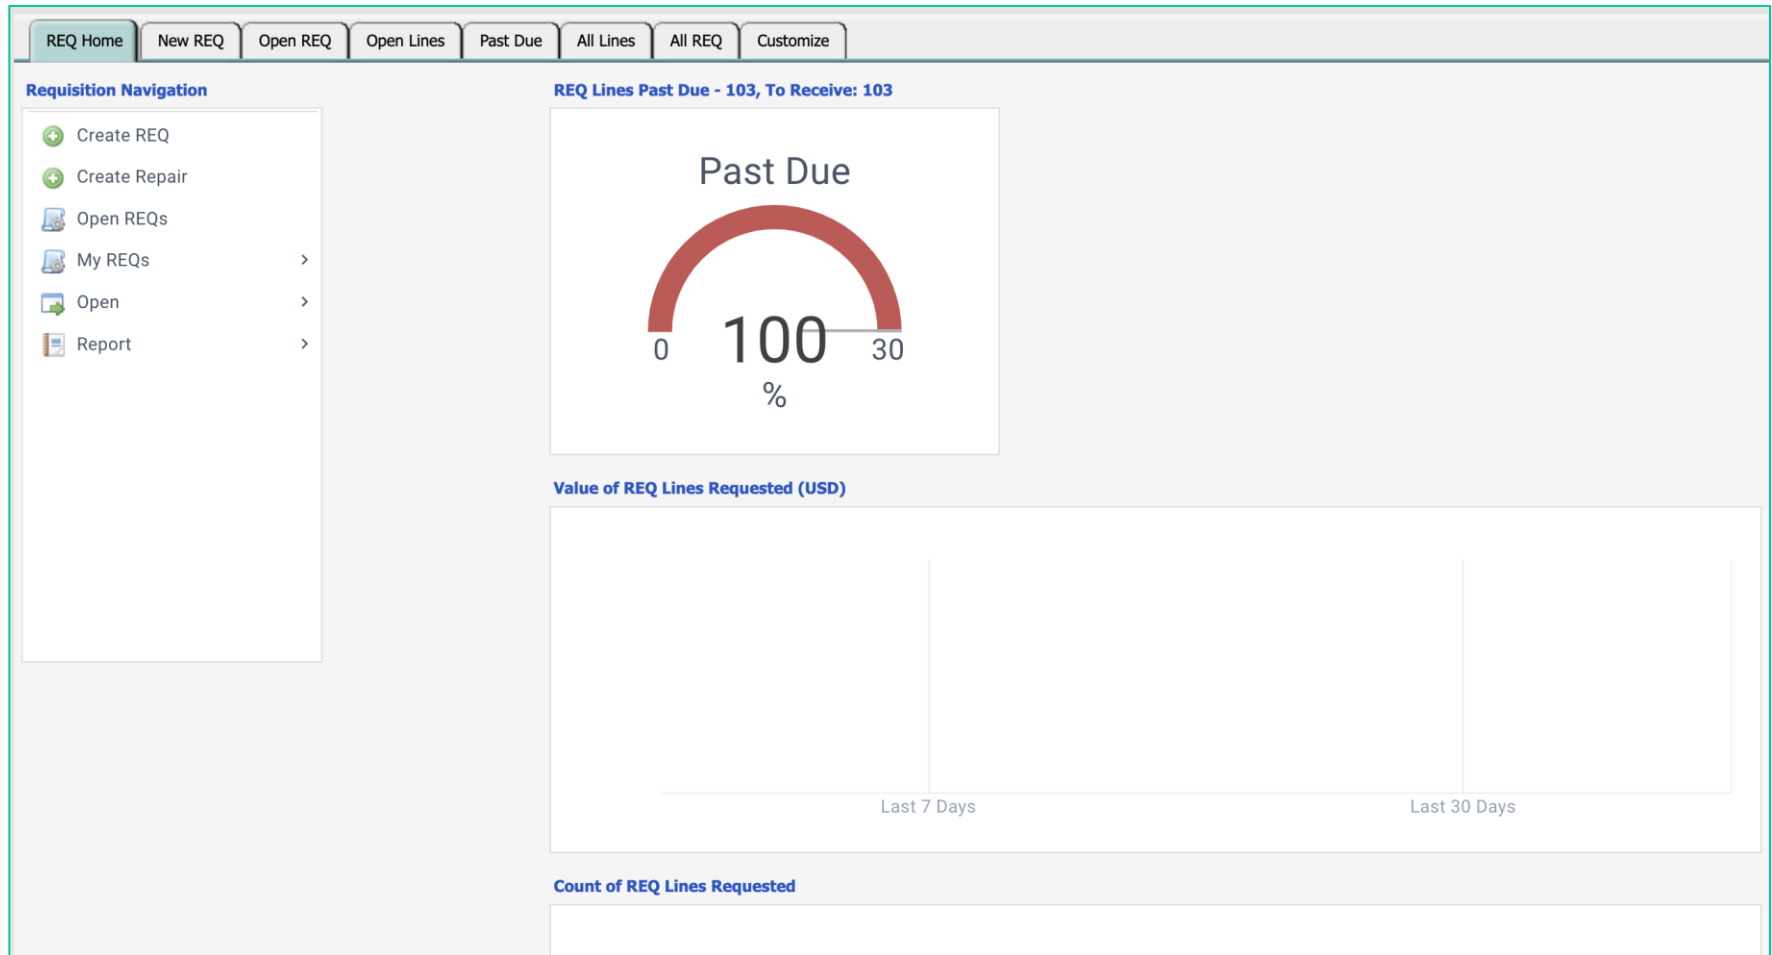 REQ Home New REQ Open REQ Open Lines Past Due All Lines All REQ Customize
Requisition Navigation
Create REQ
Create Repair
Open REQs
My REQs
Open
Report
REQ Lines Past Due - 103, To Receive: 103
Past Due
0 100 30
%
Value of REQ Lines Requested (USD)
Last 7 Days Last 30 Days
Count of REQ Lines Requested